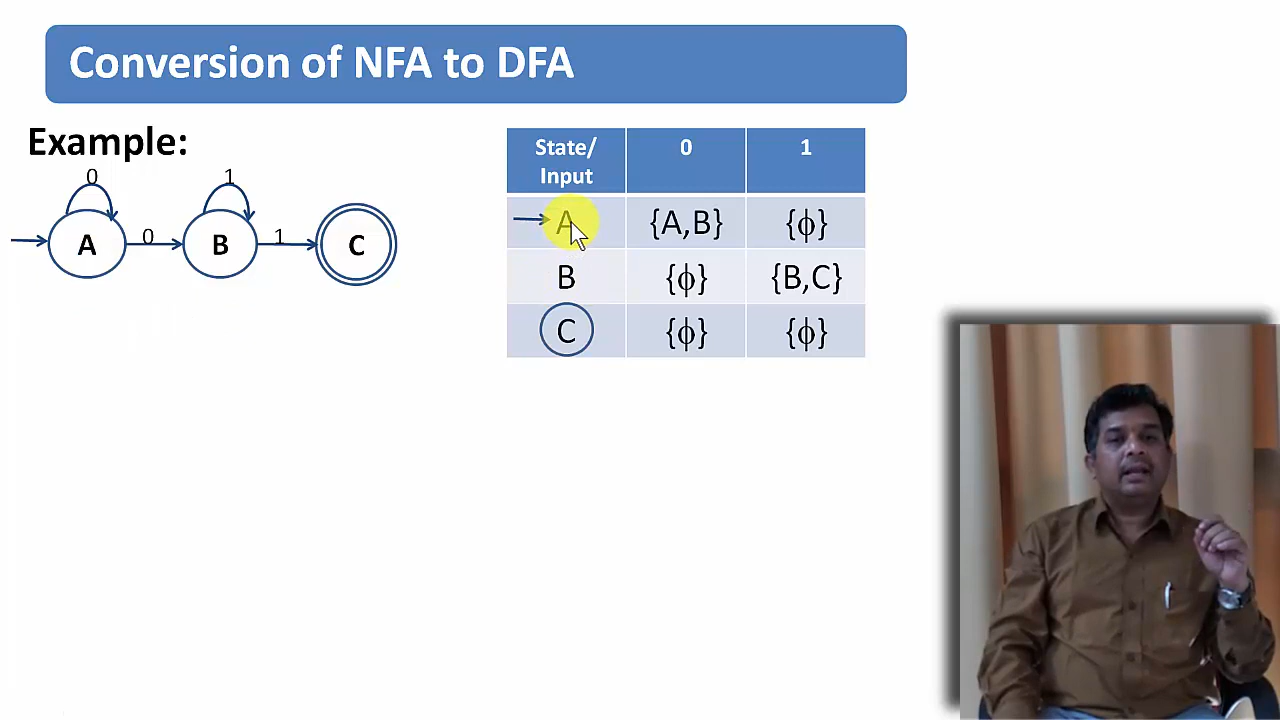 Conversion of NFA to DFA
Example:
0
1
A
0
B
1
C
State/
Input
0
1
A
{A,B}
{ϕ}
B
{ϕ}
{B,C}
C
{ϕ}
{ϕ}